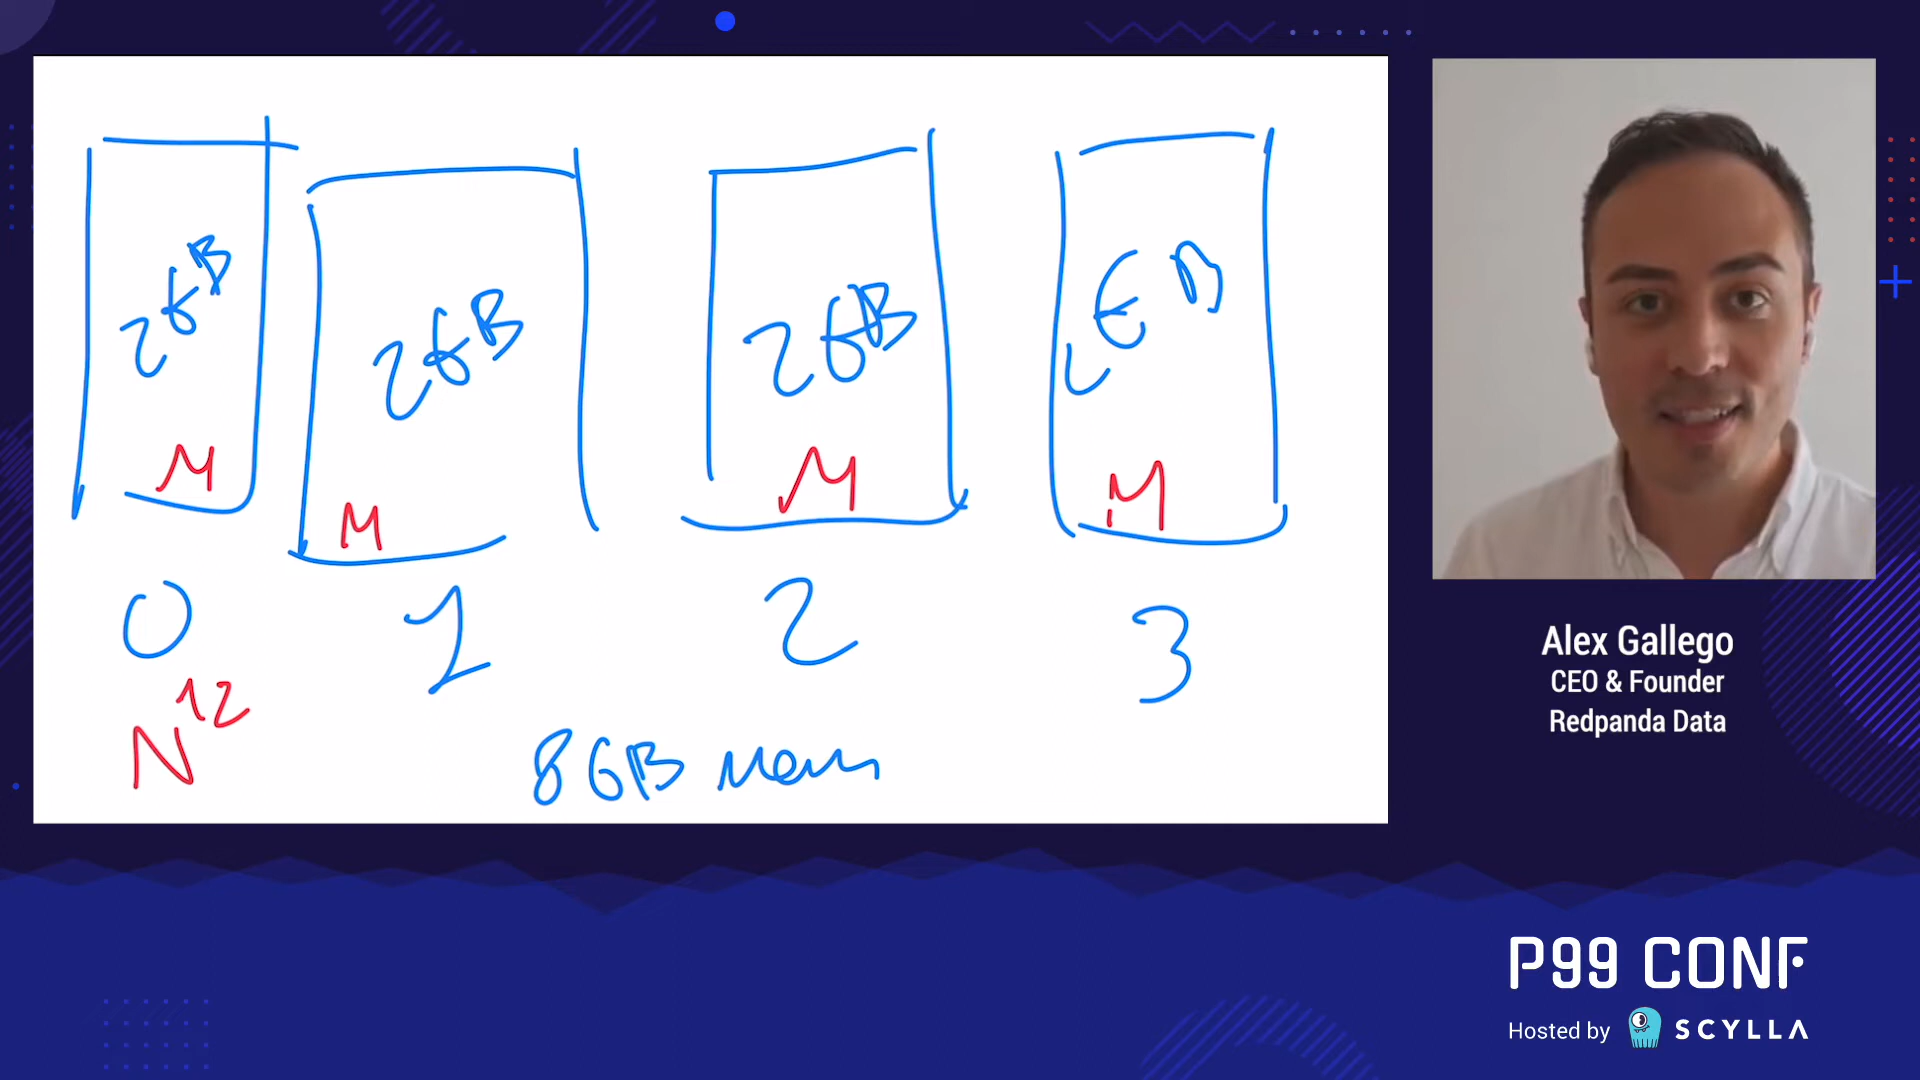 2GB 2GB 2GB 2GB
M M M M
0 1 2 3
N12
8GB mem
Alex Gallego
CEO & Founder
Redpanda Data
P99 CONF
Hosted by SCYLLA